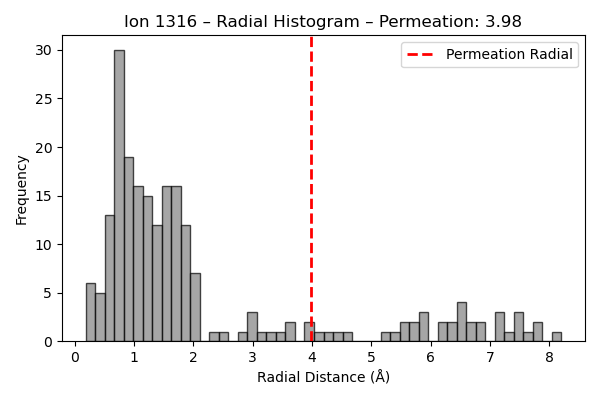 Ion 1316 – Radial Histogram – Permeation: 3.98
Permeation Radial
Frequency
30
25
20
15
10
5
0
0 1 2 3 4 5 6 7 8
Radial Distance (Å)